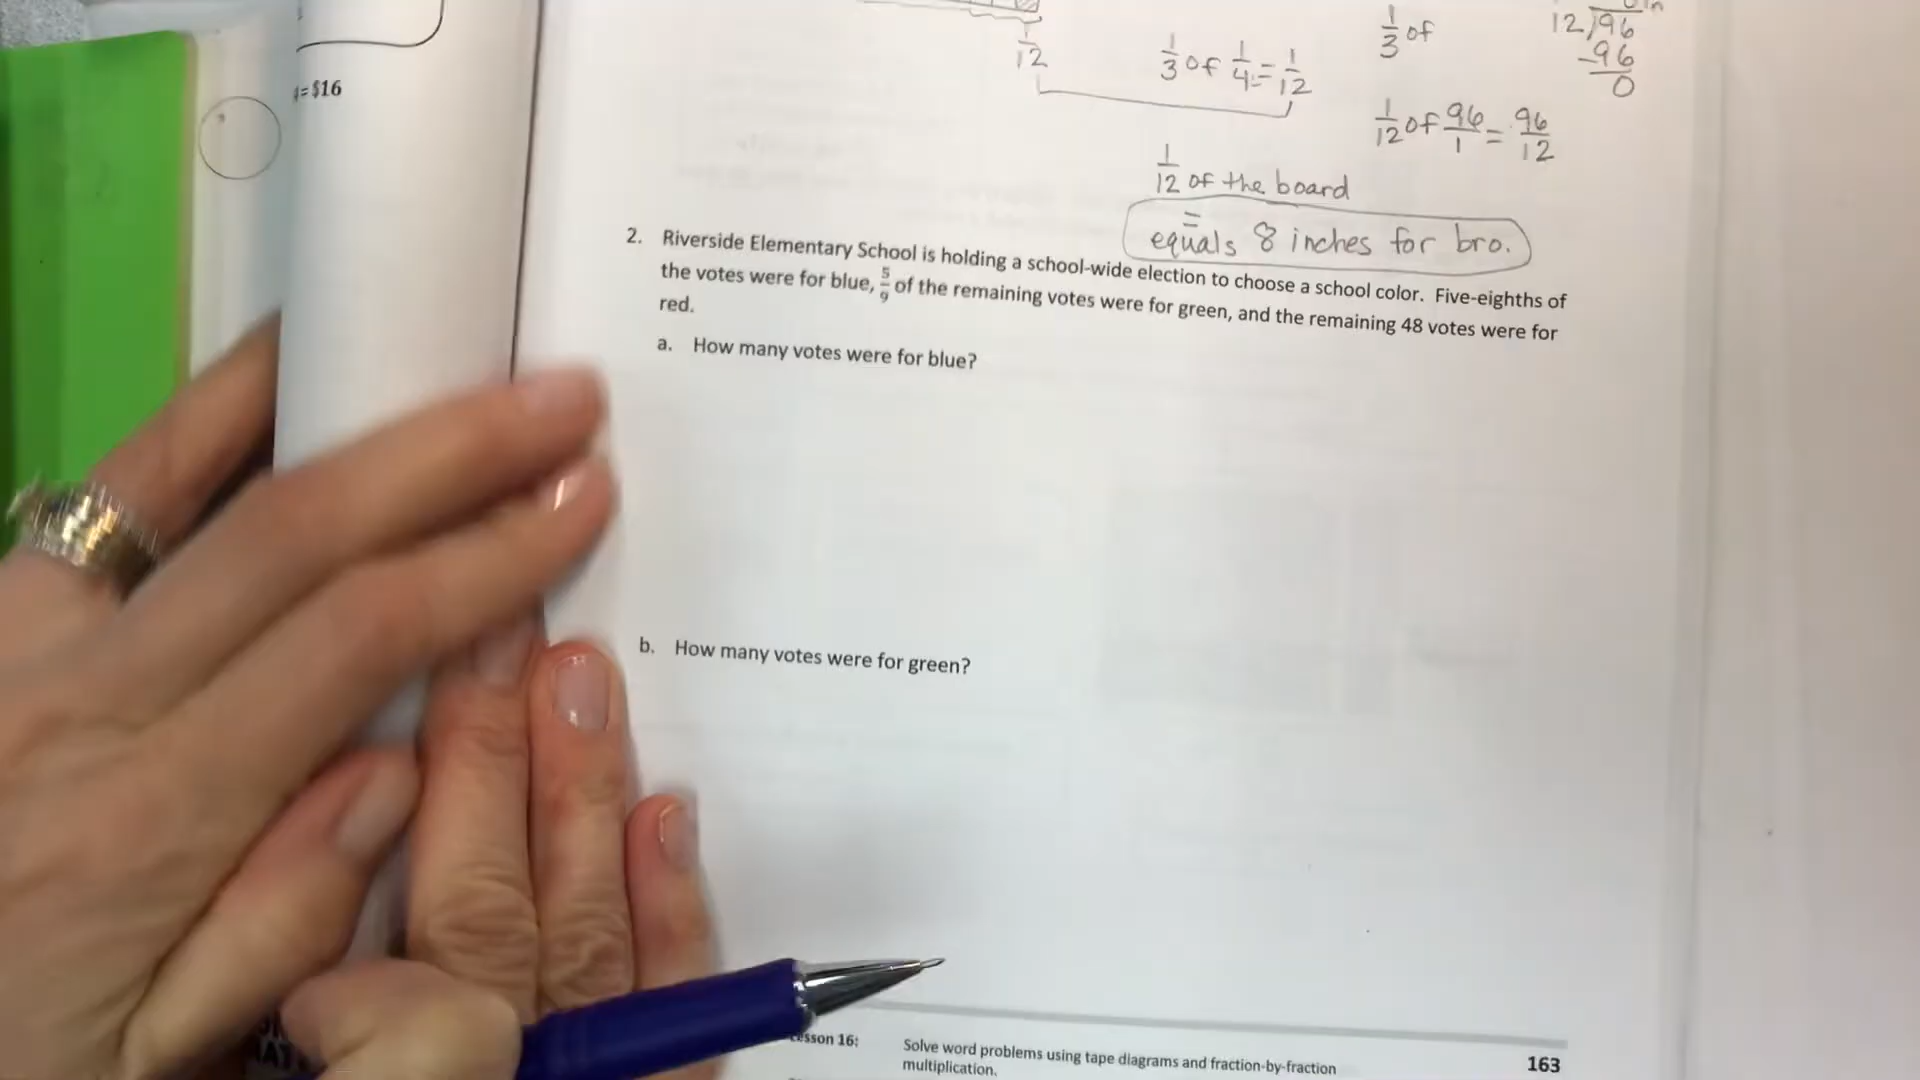 = $16
1/12
1/3 of 1/4 = 1/12
1/3 of
12)96
-96
0
1/12 of 96/1 = 96/12
1/12 of the board
=
equals 8 inches for bro.
2. Riverside Elementary School is holding a school-wide election to choose a school color. Five-eighths of
the votes were for blue, 5/9 of the remaining votes were for green, and the remaining 48 votes were for
red.
a. How many votes were for blue?
b. How many votes were for green?
Lesson 16: Solve word problems using tape diagrams and fraction-by-fraction
multiplication.
163